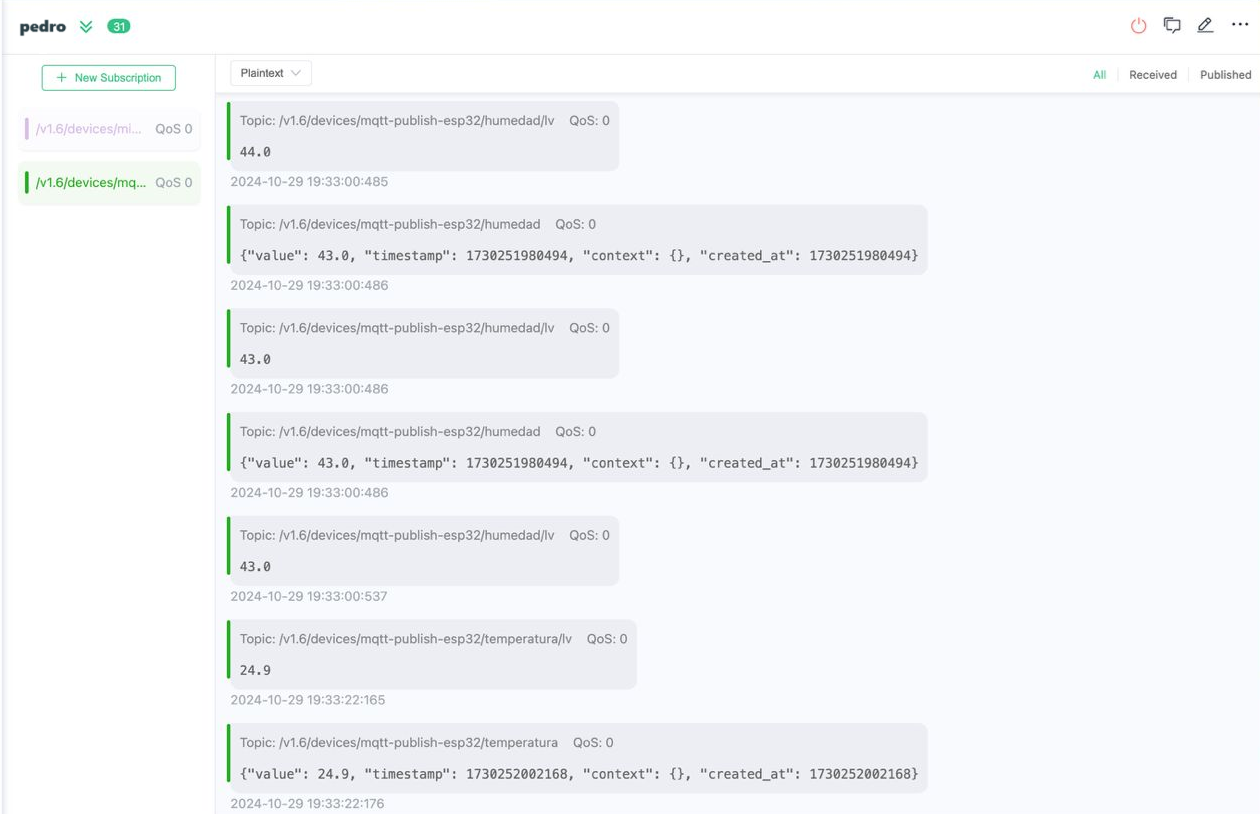 pedro 31
+ New Subscription
/v1.6/devices/mi... QoS 0
/v1.6/devices/mq... QoS 0
Plaintext
All Received Published
Topic: /v1.6/devices/mqtt-publish-esp32/humedad/lv QoS: 0
44.0
2024-10-29 19:33:00:485
Topic: /v1.6/devices/mqtt-publish-esp32/humedad QoS: 0
{"value": 43.0, "timestamp": 1730251980494, "context": {}, "created_at": 1730251980494}
2024-10-29 19:33:00:486
Topic: /v1.6/devices/mqtt-publish-esp32/humedad/lv QoS: 0
43.0
2024-10-29 19:33:00:486
Topic: /v1.6/devices/mqtt-publish-esp32/humedad QoS: 0
{"value": 43.0, "timestamp": 1730251980494, "context": {}, "created_at": 1730251980494}
2024-10-29 19:33:00:486
Topic: /v1.6/devices/mqtt-publish-esp32/humedad/lv QoS: 0
43.0
2024-10-29 19:33:00:537
Topic: /v1.6/devices/mqtt-publish-esp32/temperatura/lv QoS: 0
24.9
2024-10-29 19:33:22:165
Topic: /v1.6/devices/mqtt-publish-esp32/temperatura QoS: 0
{"value": 24.9, "timestamp": 1730252002168, "context": {}, "created_at": 1730252002168}
2024-10-29 19:33:22:176